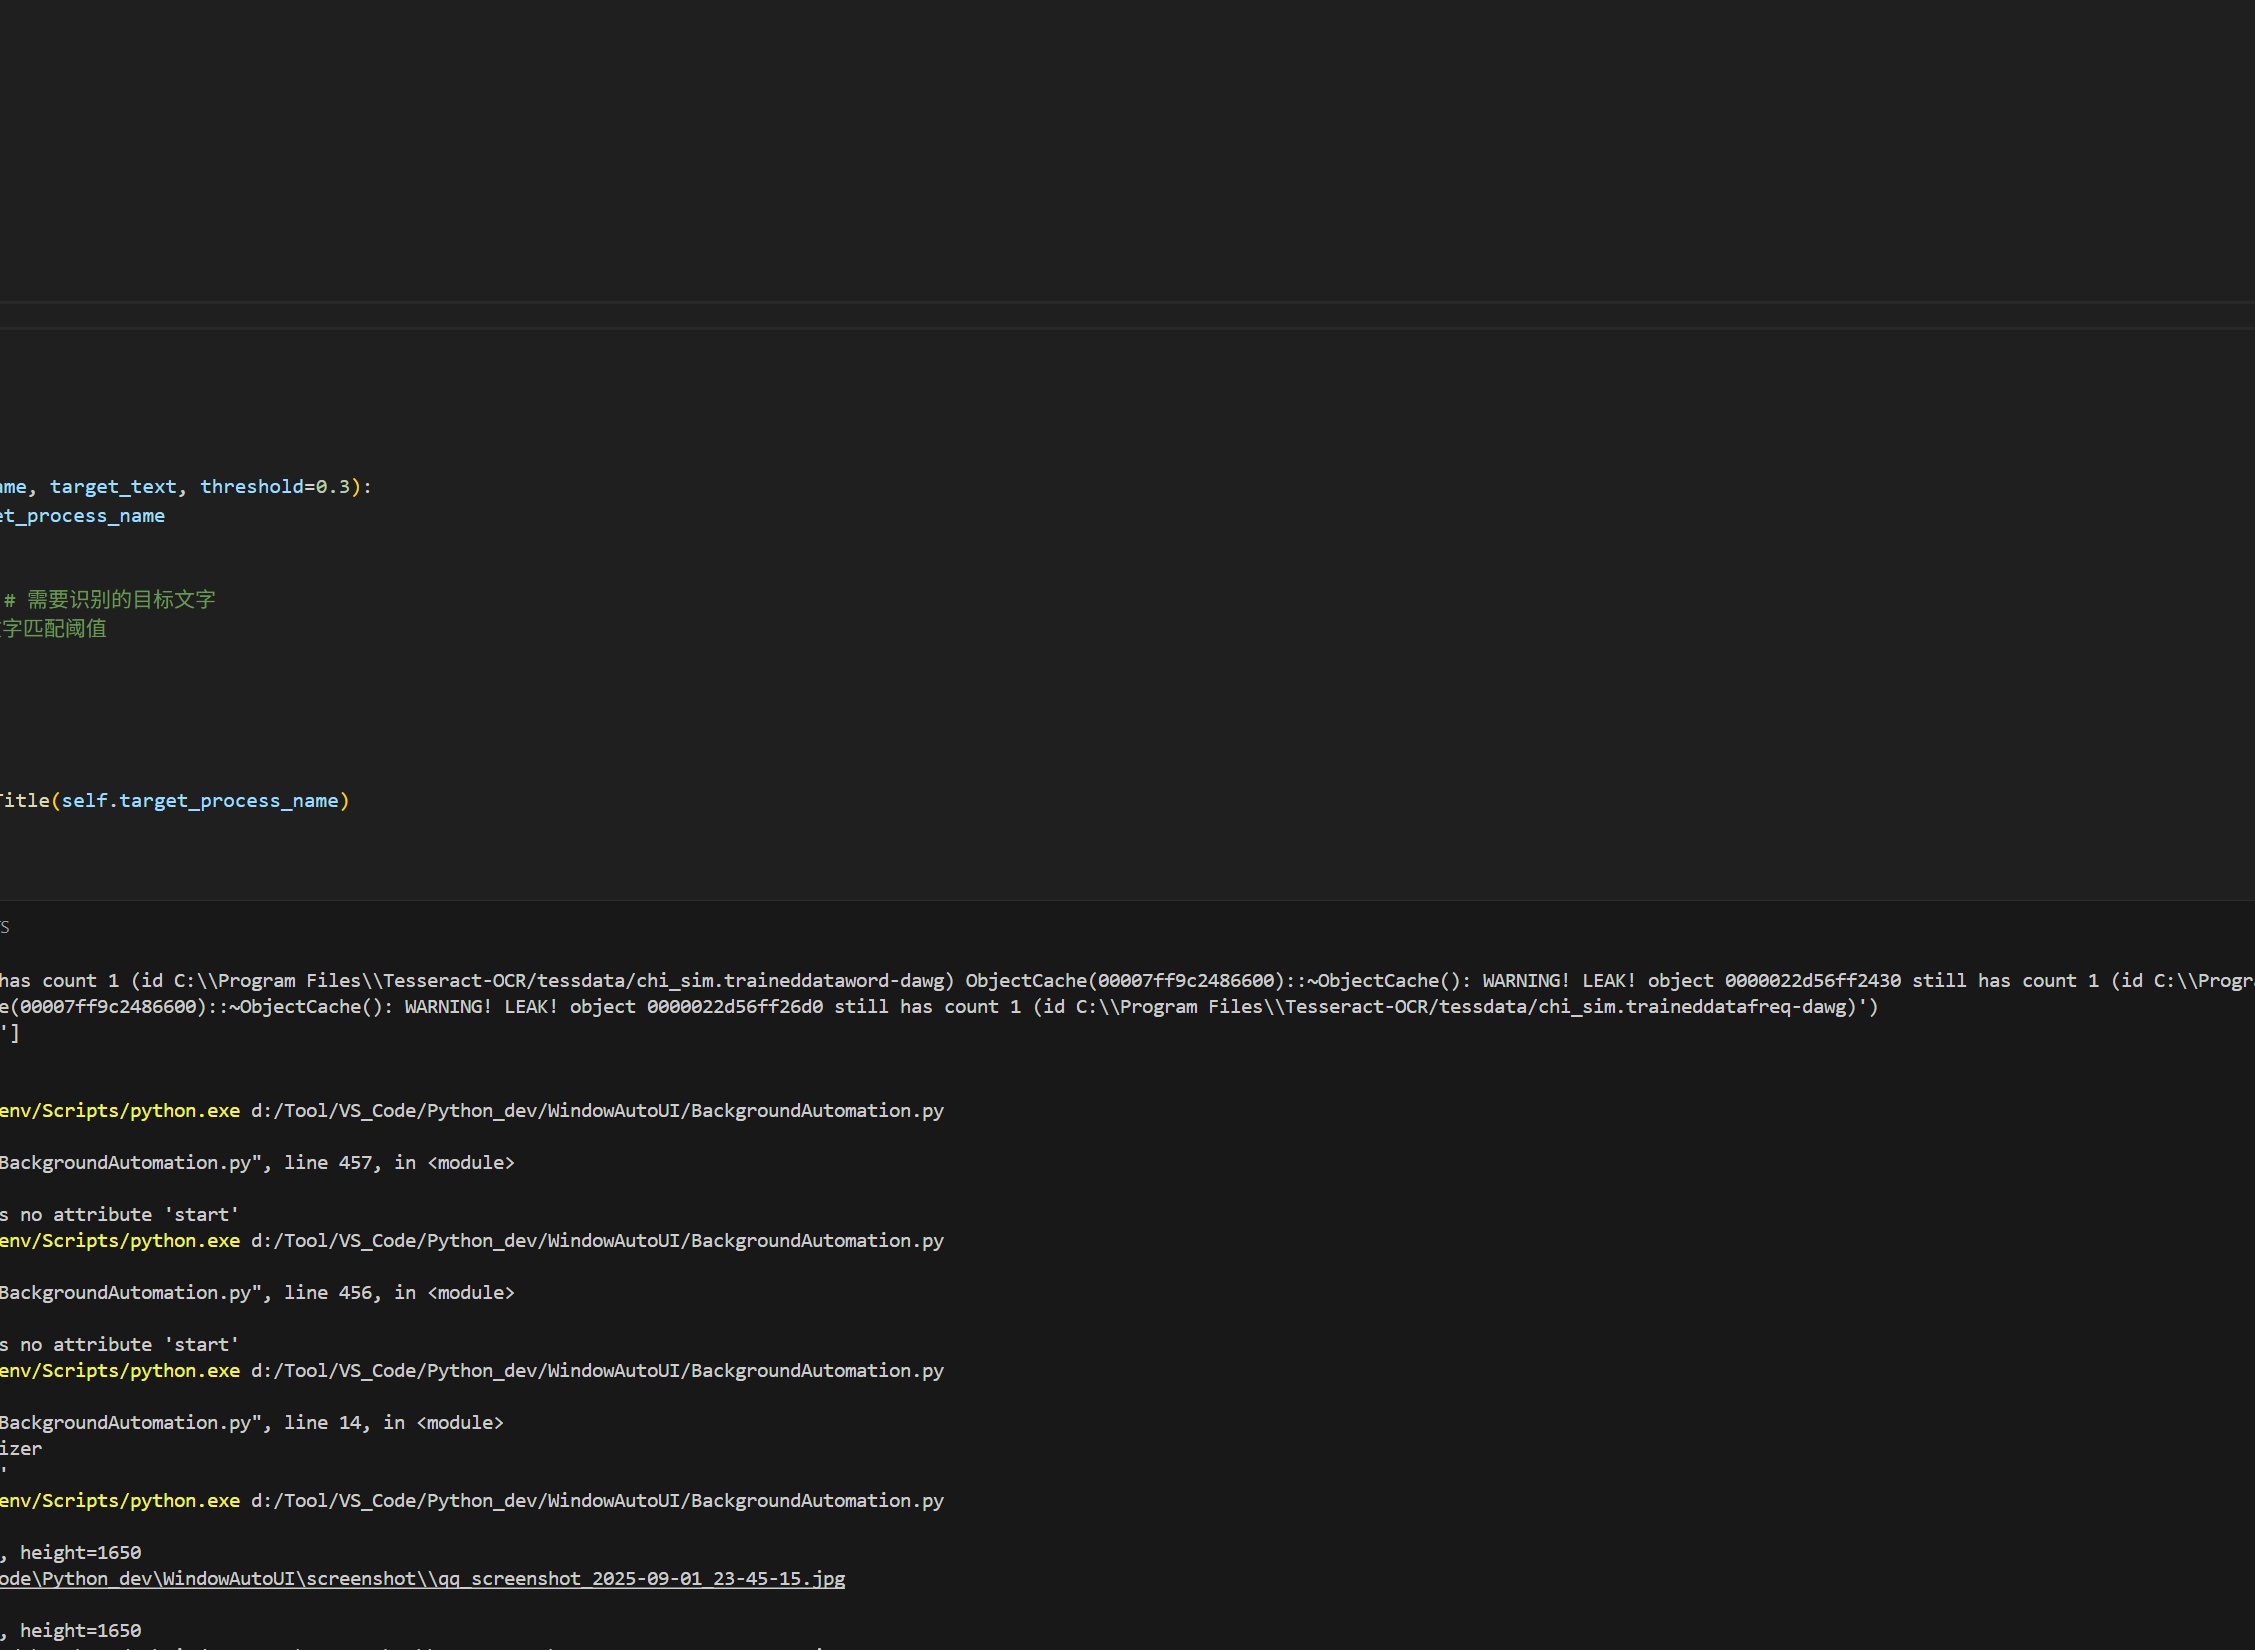 ame, target_text, threshold=0.3):
et_process_name
# 需要识别的目标文字
字匹配阈值
Title(self.target_process_name)
TS
has count 1 (id C:\\Program Files\\Tesseract-OCR/tessdata/chi_sim.traineddataword-dawg) ObjectCache(00007ff9c2486600)::~ObjectCache(): WARNING! LEAK! object 0000022d56ff2430 still has count 1 (id C:\\Progr
e(00007ff9c2486600)::~ObjectCache(): WARNING! LEAK! object 0000022d56ff26d0 still has count 1 (id C:\\Program Files\\Tesseract-OCR/tessdata/chi_sim.traineddatafreq-dawg)')
']
env/Scripts/python.exe d:/Tool/VS_Code/Python_dev/WindowAutoUI/BackgroundAutomation.py
BackgroundAutomation.py", line 457, in <module>
s no attribute 'start'
env/Scripts/python.exe d:/Tool/VS_Code/Python_dev/WindowAutoUI/BackgroundAutomation.py
BackgroundAutomation.py", line 456, in <module>
s no attribute 'start'
env/Scripts/python.exe d:/Tool/VS_Code/Python_dev/WindowAutoUI/BackgroundAutomation.py
BackgroundAutomation.py", line 14, in <module>
izer
'
env/Scripts/python.exe d:/Tool/VS_Code/Python_dev/WindowAutoUI/BackgroundAutomation.py
, height=1650
ode\Python_dev\WindowAutoUI\screenshot\\qq_screenshot_2025-09-01_23-45-15.jpg
, height=1650